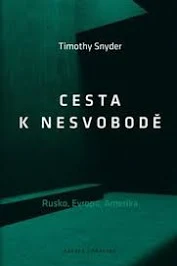 Timothy Snyder
CESTA
K NESVOBODĚ
Rusko, Evropa, Amerika